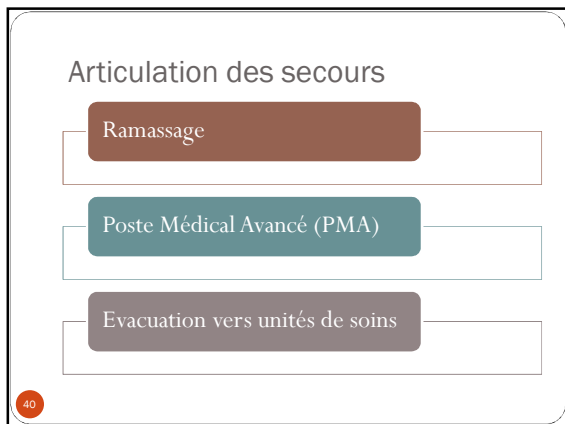 Articulation des secours
Ramassage
Poste Médical Avancé (PMA)
Evacuation vers unités de soins
40